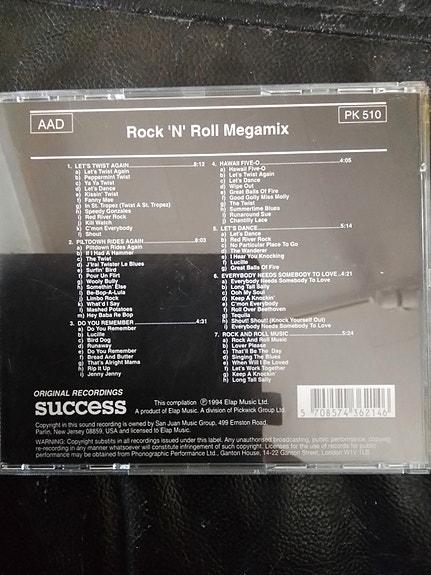 AAD
Rock 'N' Roll Megamix
PK 510
1. LET'S TWIST AGAIN 8:12
a) Let's Twist Again
b) Peppermint Twist
c) Ya Ya Twist
d) Let's Dance
e) Kissin' Twist
f) Fanny Mae
g) In St. Tropez (Twist A St. Tropez)
h) Speedy Gonzales
i) Red River Rock
j) Kill Watch
k) C'mon Everybody
l) Shout
2. PILTDOWN RIDES AGAIN 8:03
a) Piltdown Rides Again
b) If I Had A Hammer
c) The Twist
d) J'rai Twister Le Blues
e) Surfin' Bird
f) Pour Un Flirt
g) Wooly Bully
h) Somethin' Else
i) Be-Bop-A-Lula
j) Limbo Rock
k) What'd I Say
l) Mashed Potatoes
m) Hey Baba Re Bop
3. DO YOU REMEMBER 4:31
a) Do You Remember
b) Lucille
c) Bird Dog
d) Runaway
e) Do You Remember
f) Bread And Butter
g) That's Alright Mama
h) Rip It Up
i) Jenny Jenny
4. HAWAII FIVE-O 4:05
a) Hawaii Five-O
b) Let's Twist Again
c) Let's Dance
d) Wipe Out
e) Great Balls Of Fire
f) Good Golly Miss Molly
g) The Twist
h) Summertime Blues
i) Runaround Sue
j) Chantilly Lace
5. LET'S DANCE 5:14
a) Let's Dance
b) Red River Rock
c) No Particular Place To Go
d) The Wanderer
e) I Hear You Knocking
f) Lucille
g) Great Balls Of Fire
6. EVERYBODY NEEDS SOMEBODY TO LOVE 4:21
a) Everybody Needs Somebody To Love
b) Long Tall Sally
c) Ooh My Soul
d) Keep A Knockin'
e) C'mon Everybody
f) Roll Over Beethoven
g) Tequila
h) Shout! Shout! (Knock Yourself Out)
i) Everybody Needs Somebody To Love
7. ROCK AND ROLL MUSIC 5:24
a) Rock And Roll Music
b) Lover Please
c) That'll Be The Day
d) Singing The Blues
e) When Will I Be Loved
f) Let's Work Together
g) Keep A Knockin'
h) Long Tall Sally
ORIGINAL RECORDINGS
success
This compilation ℗ 1994 Elap Music Ltd.
A product of Elap Music. A division of Pickwick Group Ltd.
5 708574 362146
Copyright in this sound recording is owned by San Juan Music Group, 499 Ernston Road,
Parlin, New Jersey 08859, USA and licensed to Elap Music.
WARNING: Copyright subsists in all recordings issued under this label. Any unauthorised broadcasting, public performance, copying
or re-recording in any manner whatsoever will constitute infringement of such copyright. Licences for the use of records for public
performance may be obtained from Phonographic Performance Ltd., Ganton House, 14-22 Ganton Street, London W1V 1LB.